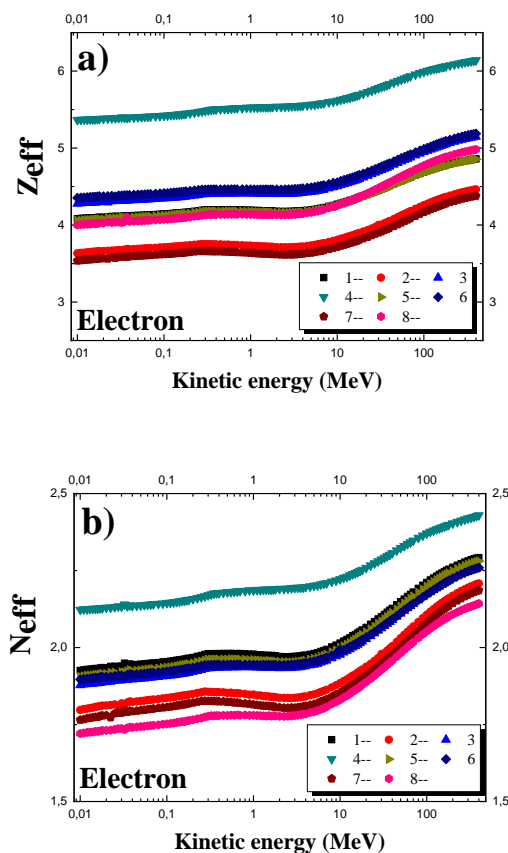 a)
0,01 0,1 1 10 100
6 6
5 5
4 4
3 3
Zeff
Electron
1-- 2-- 3
4-- 5-- 6
7-- 8--
0,01 0,1 1 10 100
Kinetic energy (MeV)
0,01 0,1 1 10 100
2,5 2,5
b)
2,0 2,0
Neff
Electron
1-- 2-- 3
4-- 5-- 6
7-- 8--
1,5 1,5
0,01 0,1 1 10 100
Kinetic energy (MeV)